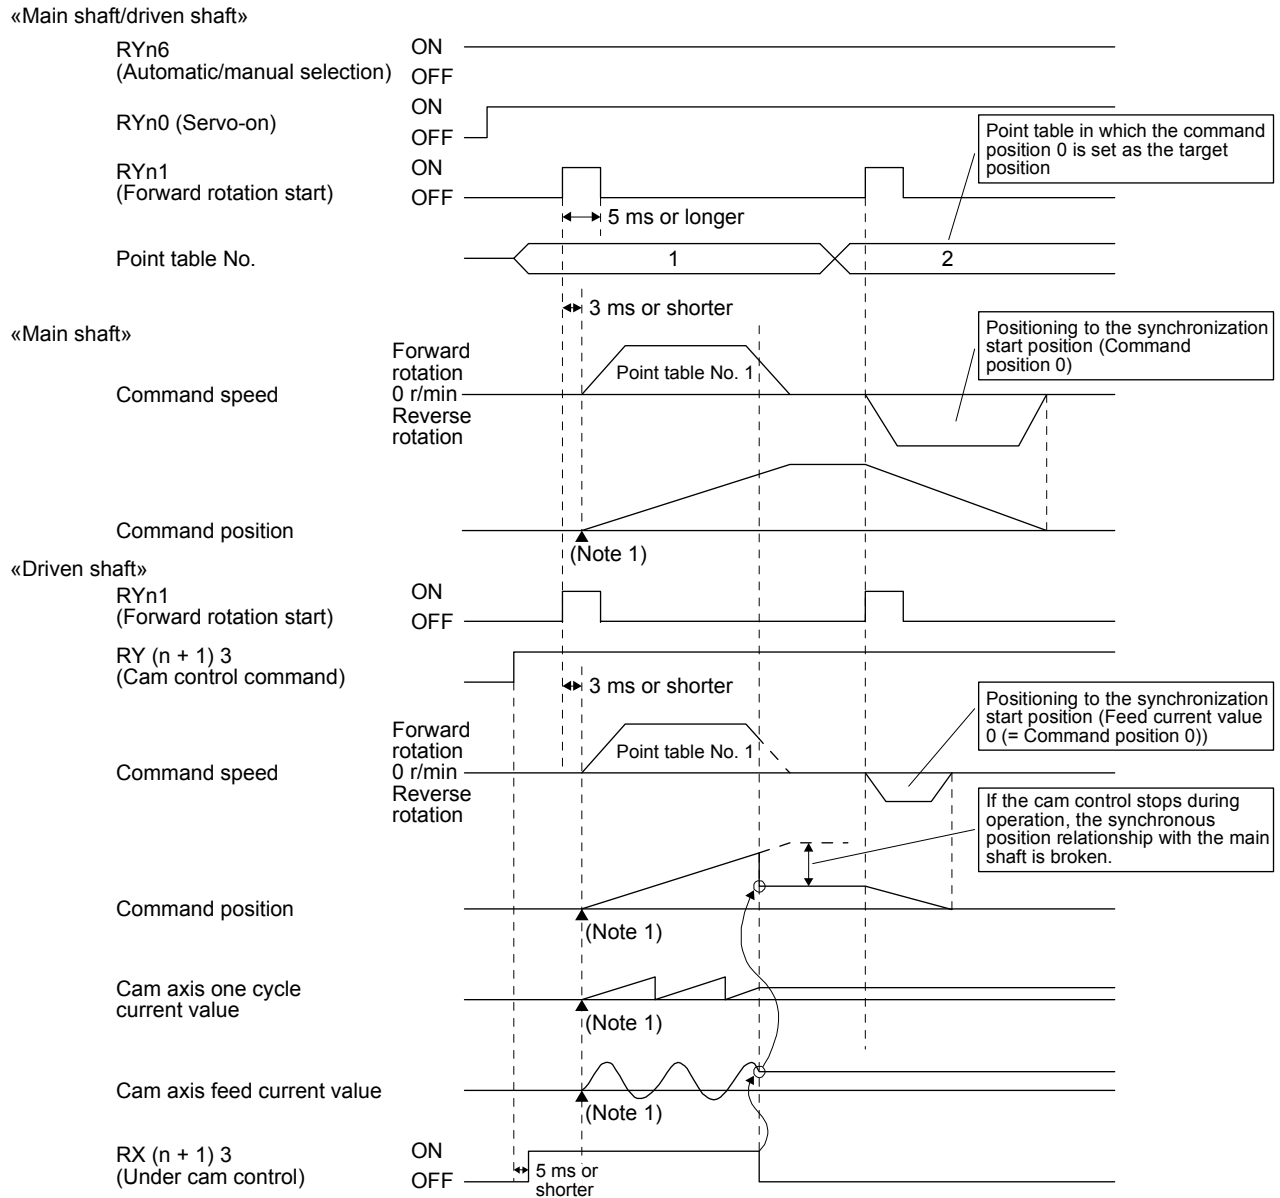 «Main shaft/driven shaft»
RYn6
(Automatic/manual selection)
ON
OFF
RYn0 (Servo-on)
ON
OFF
Point table in which the command
position 0 is set as the target
position
RYn1
(Forward rotation start)
ON
OFF
5 ms or longer
Point table No.
1
2
3 ms or shorter
«Main shaft»
Positioning to the synchronization
start position (Command
position 0)
Command speed
Forward
rotation
0 r/min
Reverse
rotation
Point table No. 1
Command position
(Note 1)
«Driven shaft»
RYn1
(Forward rotation start)
ON
OFF
RY (n + 1) 3
(Cam control command)
3 ms or shorter
Positioning to the synchronization
start position (Feed current value
0 (= Command position 0))
Command speed
Forward
rotation
0 r/min
Reverse
rotation
Point table No. 1
If the cam control stops during
operation, the synchronous
position relationship with the main
shaft is broken.
Command position
(Note 1)
Cam axis one cycle
current value
(Note 1)
Cam axis feed current value
(Note 1)
RX (n + 1) 3
(Under cam control)
ON
OFF
5 ms or
shorter